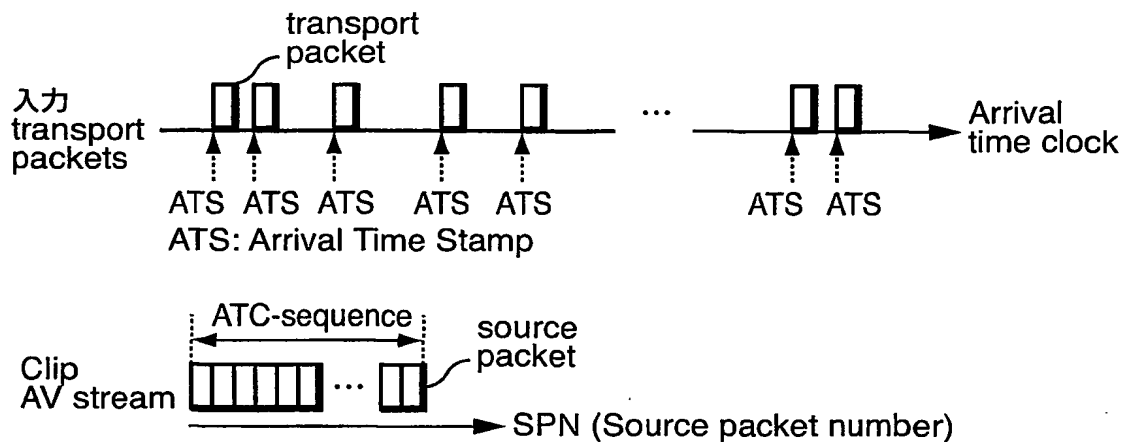 transport
packet
入力
transport
packets
...
Arrival
time clock
ATS ATS ATS ATS ATS ATS ATS
ATS: Arrival Time Stamp
ATC-sequence
source
packet
Clip
AV stream
...
SPN (Source packet number)